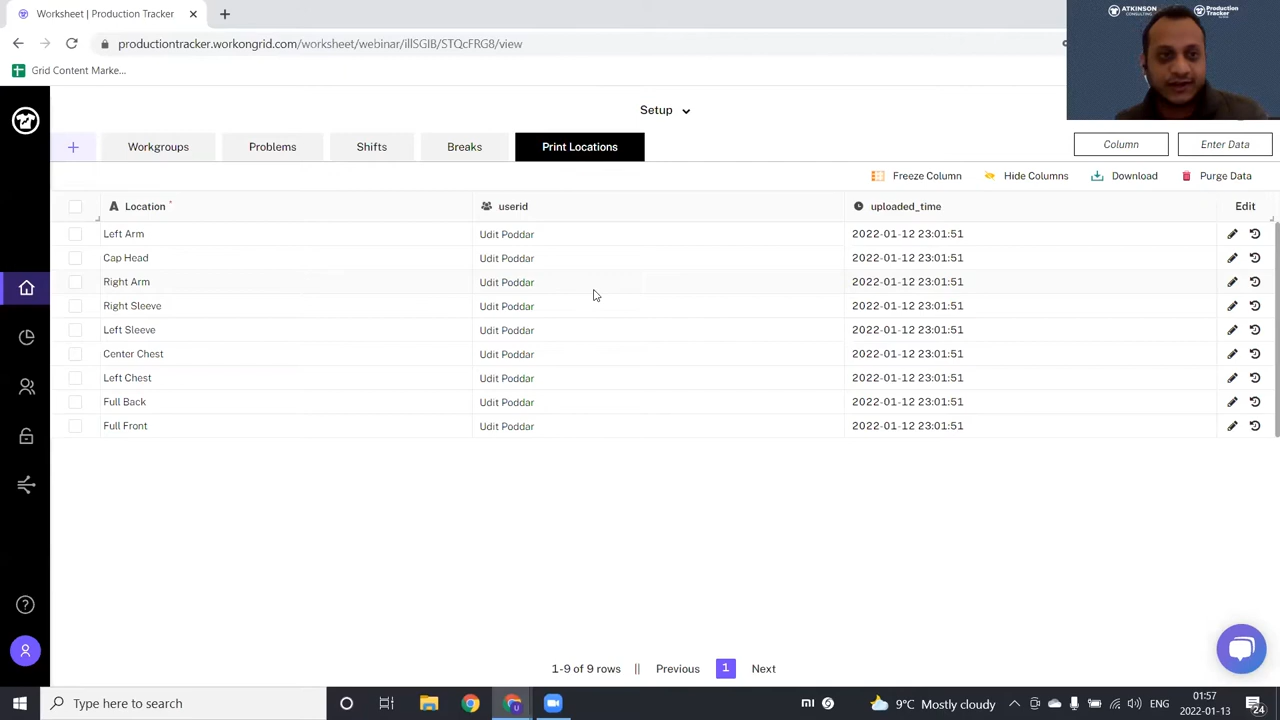 Worksheet | Production Tracker
productiontracker.workongrid.com/worksheet/webinar/illSGIB/STQcFRG8/view
Grid Content Marke...
ATKINSON CONSULTING
Production Tracker
Setup
Workgroups Problems Shifts Breaks Print Locations Column Enter Data
Freeze Column Hide Columns Download Purge Data
Location * userid uploaded_time Edit
Left Arm Udit Poddar 2022-01-12 23:01:51
Cap Head Udit Poddar 2022-01-12 23:01:51
Right Arm Udit Poddar 2022-01-12 23:01:51
Right Sleeve Udit Poddar 2022-01-12 23:01:51
Left Sleeve Udit Poddar 2022-01-12 23:01:51
Center Chest Udit Poddar 2022-01-12 23:01:51
Left Chest Udit Poddar 2022-01-12 23:01:51
Full Back Udit Poddar 2022-01-12 23:01:51
Full Front Udit Poddar 2022-01-12 23:01:51
1-9 of 9 rows || Previous 1 Next
Type here to search
9°C Mostly cloudy
ENG
01:57
2022-01-13
24